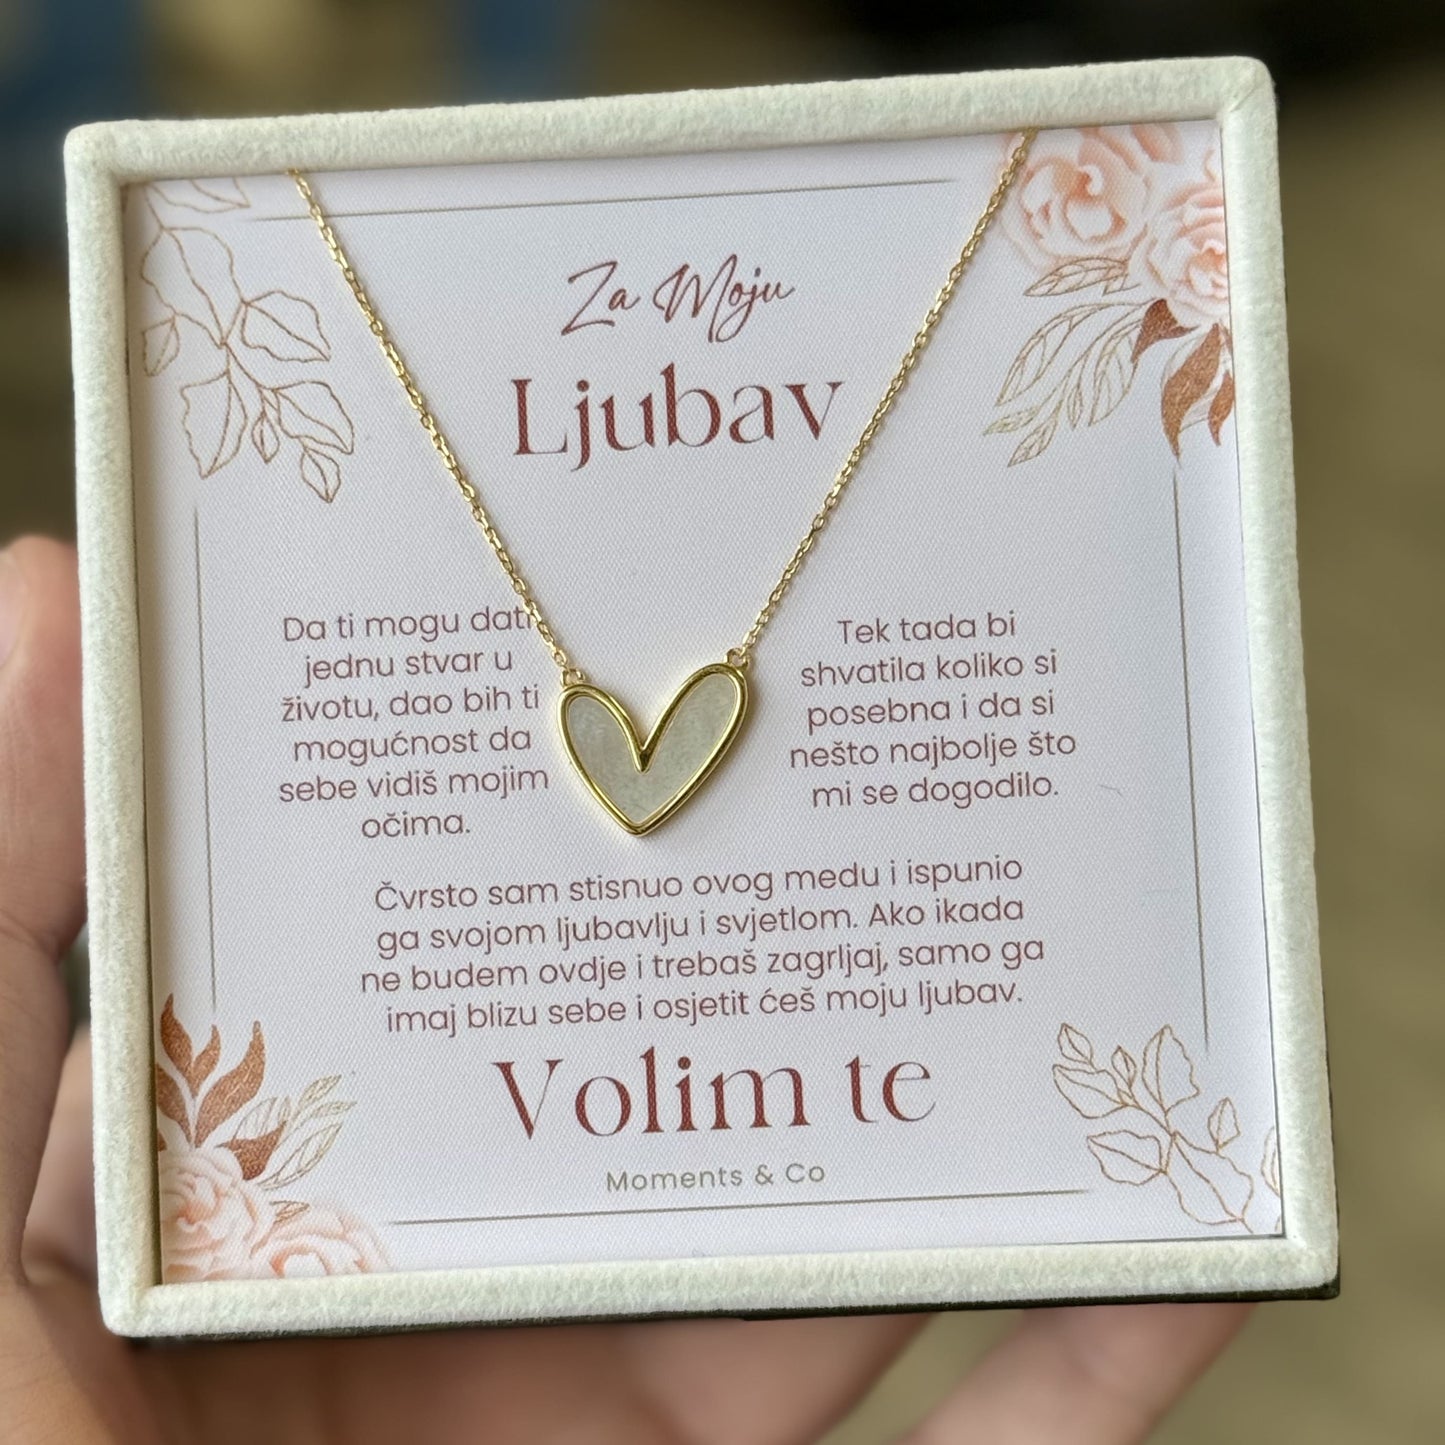 Za Moju
Ljubav
Da ti mogu dati
jednu stvar u
životu, dao bih ti
mogućnost da
sebe vidiš mojim
očima.
Tek tada bi
shvatila koliko si
posebna i da si
nešto najbolje što
mi se dogodilo.
Čvrsto sam stisnuo ovog medu i ispunio
ga svojom ljubavlju i svjetlom. Ako ikada
ne budem ovdje i trebaš zagrljaj, samo ga
imaj blizu sebe i osjetit ćeš moju ljubav.
Volim te
Moments & Co